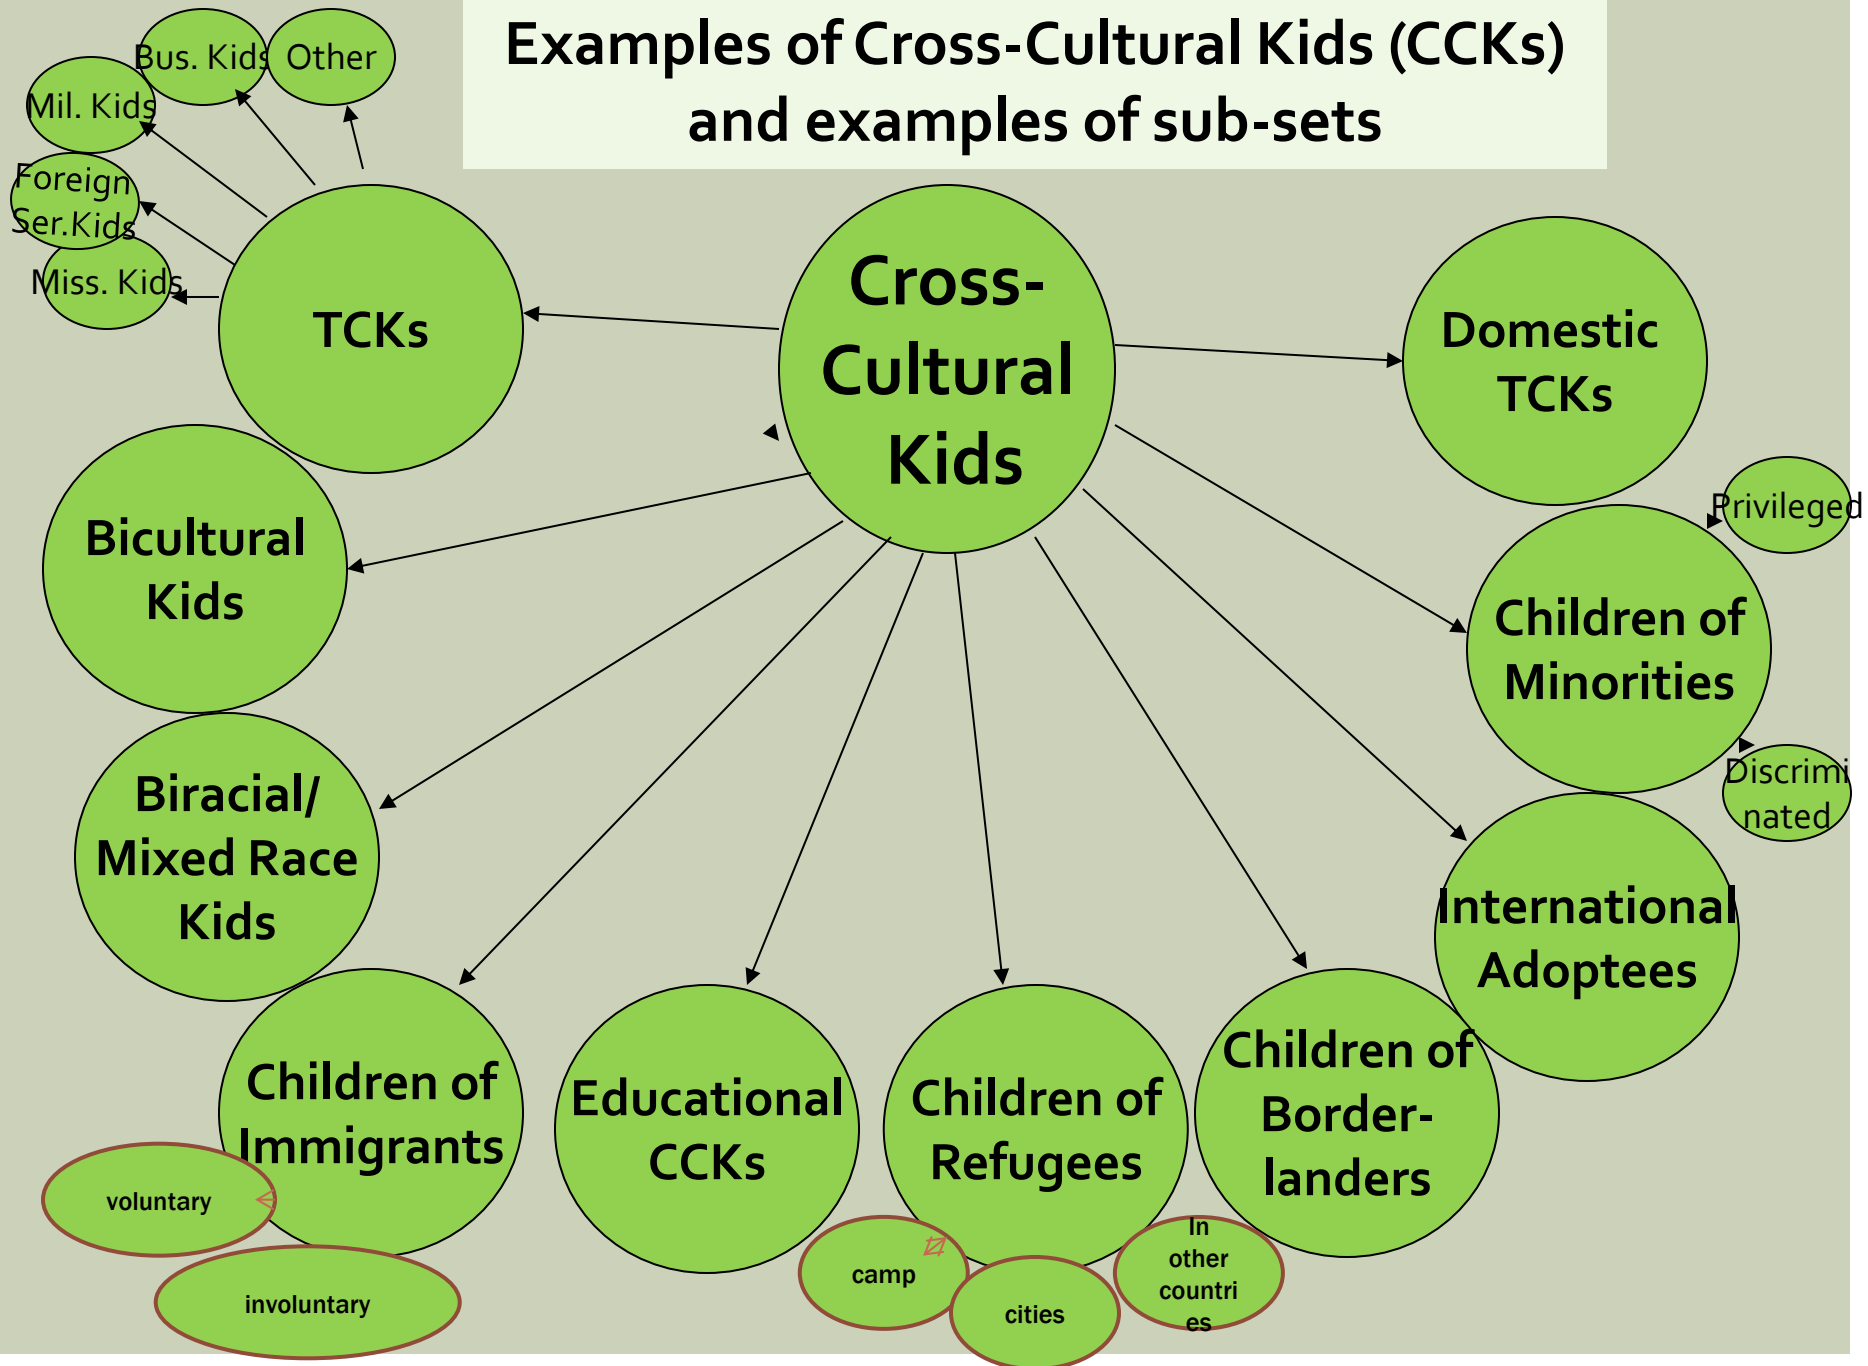 Examples of Cross-Cultural Kids (CCKs)
and examples of sub-sets
Bus. Kids
Other
Mil. Kids
Foreign
Ser.Kids
Miss. Kids
TCKs
Cross-
Cultural
Kids
Domestic
TCKs
Privileged
Bicultural
Kids
Children of
Minorities
Discrimi
nated
Biracial/
Mixed Race
Kids
International
Adoptees
Children of
Immigrants
Educational
CCKs
Children of
Refugees
Children of
Border-
landers
voluntary
involuntary
camp
cities
In
other
countri
es